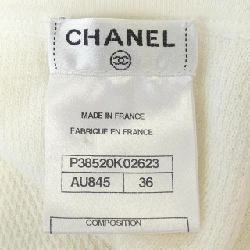 CHANEL
MADE IN FRANCE
FABRIQUE EN FRANCE
P38520K02623
AU845 36
COMPOSITION